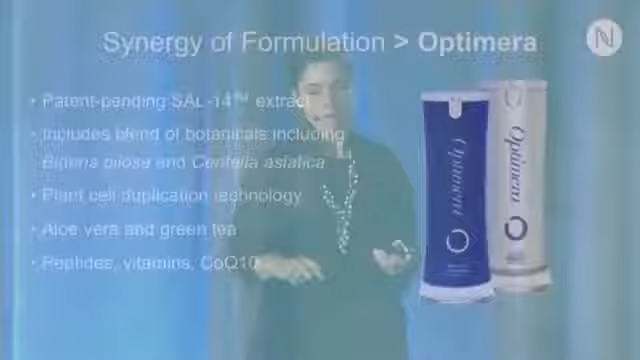 Synergy of Formulation > Optimera
N
• Patent-pending SAL-14™ extract
• Includes blend of botanicals including
Bidens pilose and Centella asiatica
• Plant cell duplication technology
• Aloe vera and green tea
• Peptides, vitamins, CoQ10
Optimera
Optimera